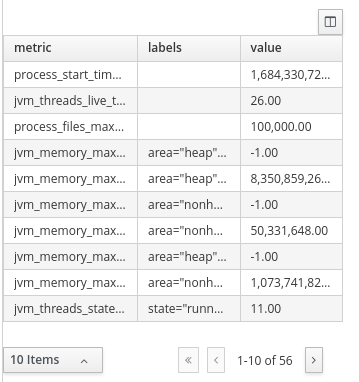 metric labels value
process_start_tim... 1,684,330,72...
jvm_threads_live_t... 26.00
process_files_max... 100,000.00
jvm_memory_max... area="heap"... -1.00
jvm_memory_max... area="heap"... 8,350,859,26...
jvm_memory_max... area="nonh... -1.00
jvm_memory_max... area="nonh... 50,331,648.00
jvm_memory_max... area="heap"... -1.00
jvm_memory_max... area="nonh... 1,073,741,82...
jvm_threads_state... state="runn... 11.00
10 Items « ‹ 1-10 of 56 ›